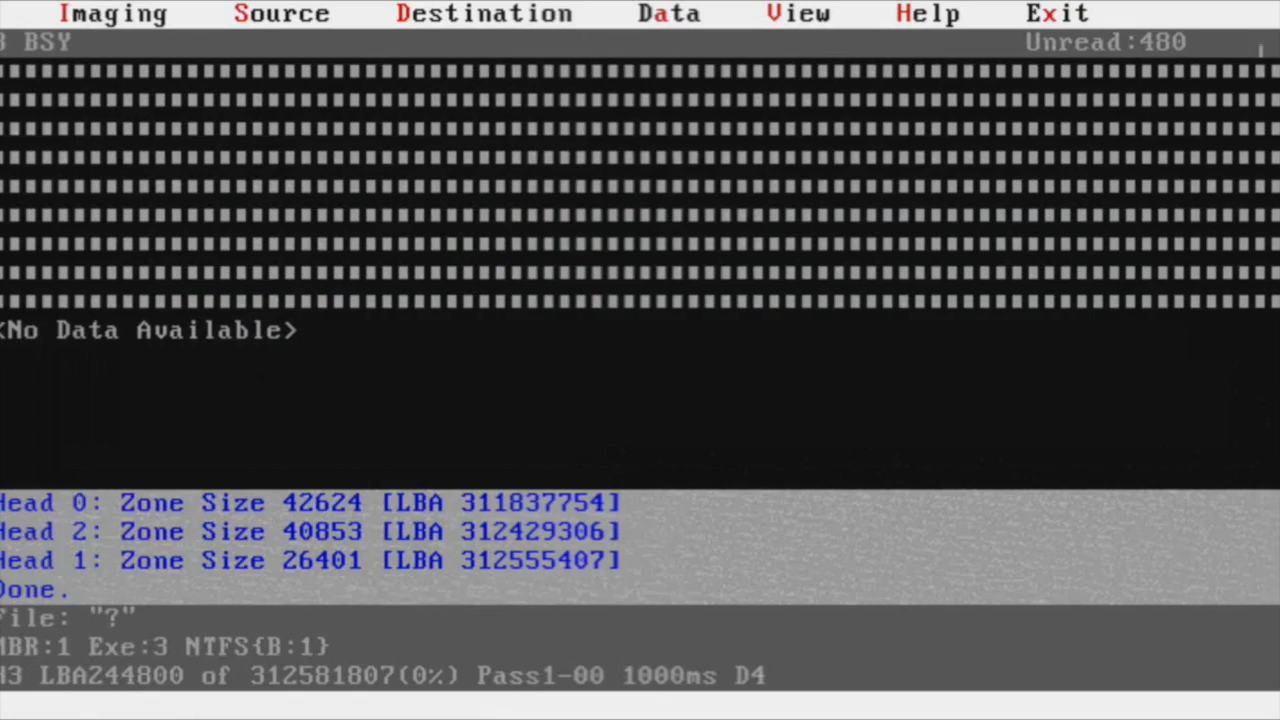 Imaging Source Destination Data View Help Exit
BSY Unread:480
<No Data Available>
Head 0: Zone Size 42624 [LBA 311837754]
Head 2: Zone Size 40853 [LBA 312429306]
Head 1: Zone Size 26401 [LBA 312555407]
Done.
File: "?"
MBR:1 Exe:3 NTFS{B:1}
H3 LBA244800 of 312581807(0%) Pass1-00 1000ms D4